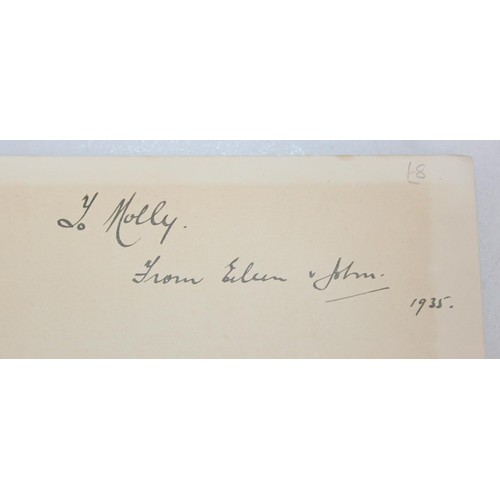 £8
To Molly.
From Eileen & John.
1935.